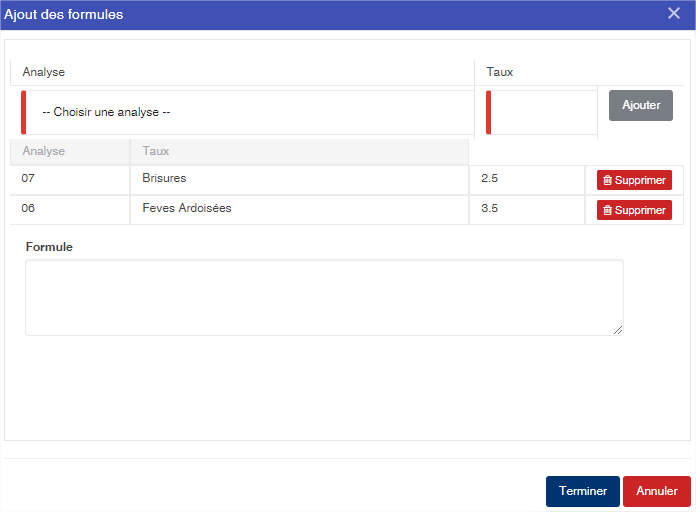 Ajout des formules
Analyse Taux
-- Choisir une analyse -- Ajouter
Analyse Taux
07 Brisures 2.5 Supprimer
06 Feves Ardoisées 3.5 Supprimer
Formule
Terminer Annuler